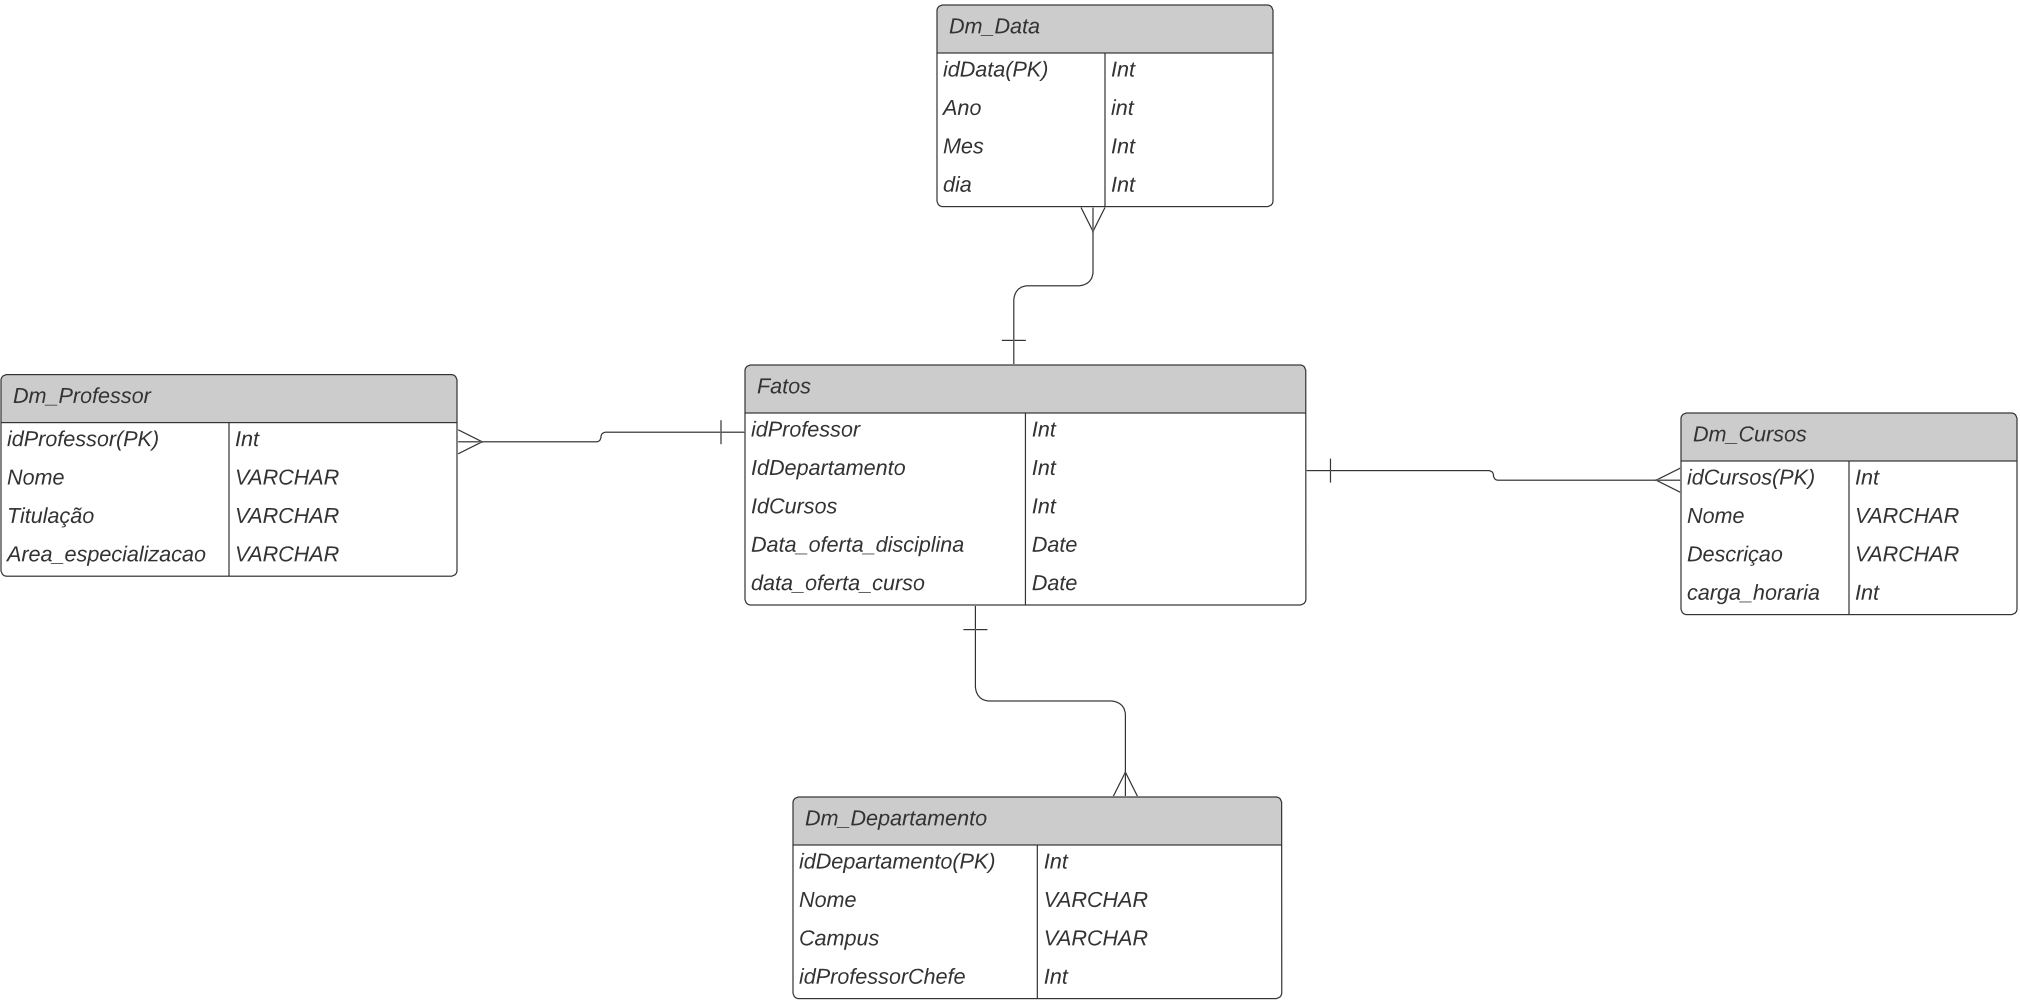 Dm_Data
idData(PK) Int
Ano int
Mes Int
dia Int
Dm_Professor
idProfessor(PK) Int
Nome VARCHAR
Titulação VARCHAR
Area_especializacao VARCHAR
Fatos
idProfessor Int
IdDepartamento Int
IdCursos Int
Data_oferta_disciplina Date
data_oferta_curso Date
Dm_Cursos
idCursos(PK) Int
Nome VARCHAR
Descriçao VARCHAR
carga_horaria Int
Dm_Departamento
idDepartamento(PK) Int
Nome VARCHAR
Campus VARCHAR
idProfessorChefe Int